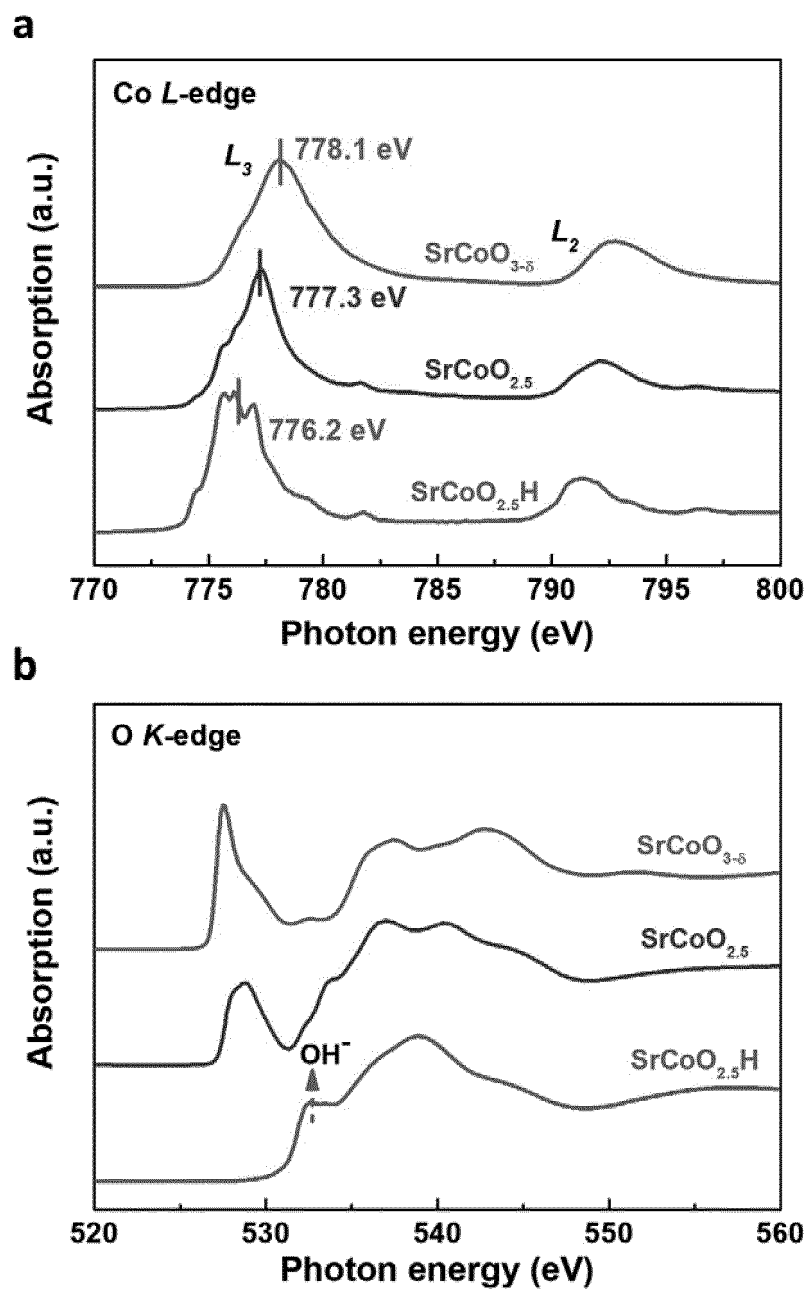 a
Co L-edge
L₃
778.1 eV
L₂
SrCoO₃₋δ
777.3 eV
SrCoO₂.₅
776.2 eV
SrCoO₂.₅H
Absorption (a.u.)
770 775 780 785 790 795 800
Photon energy (eV)
b
O K-edge
SrCoO₃₋δ
SrCoO₂.₅
OH⁻
SrCoO₂.₅H
Absorption (a.u.)
520 530 540 550 560
Photon energy (eV)